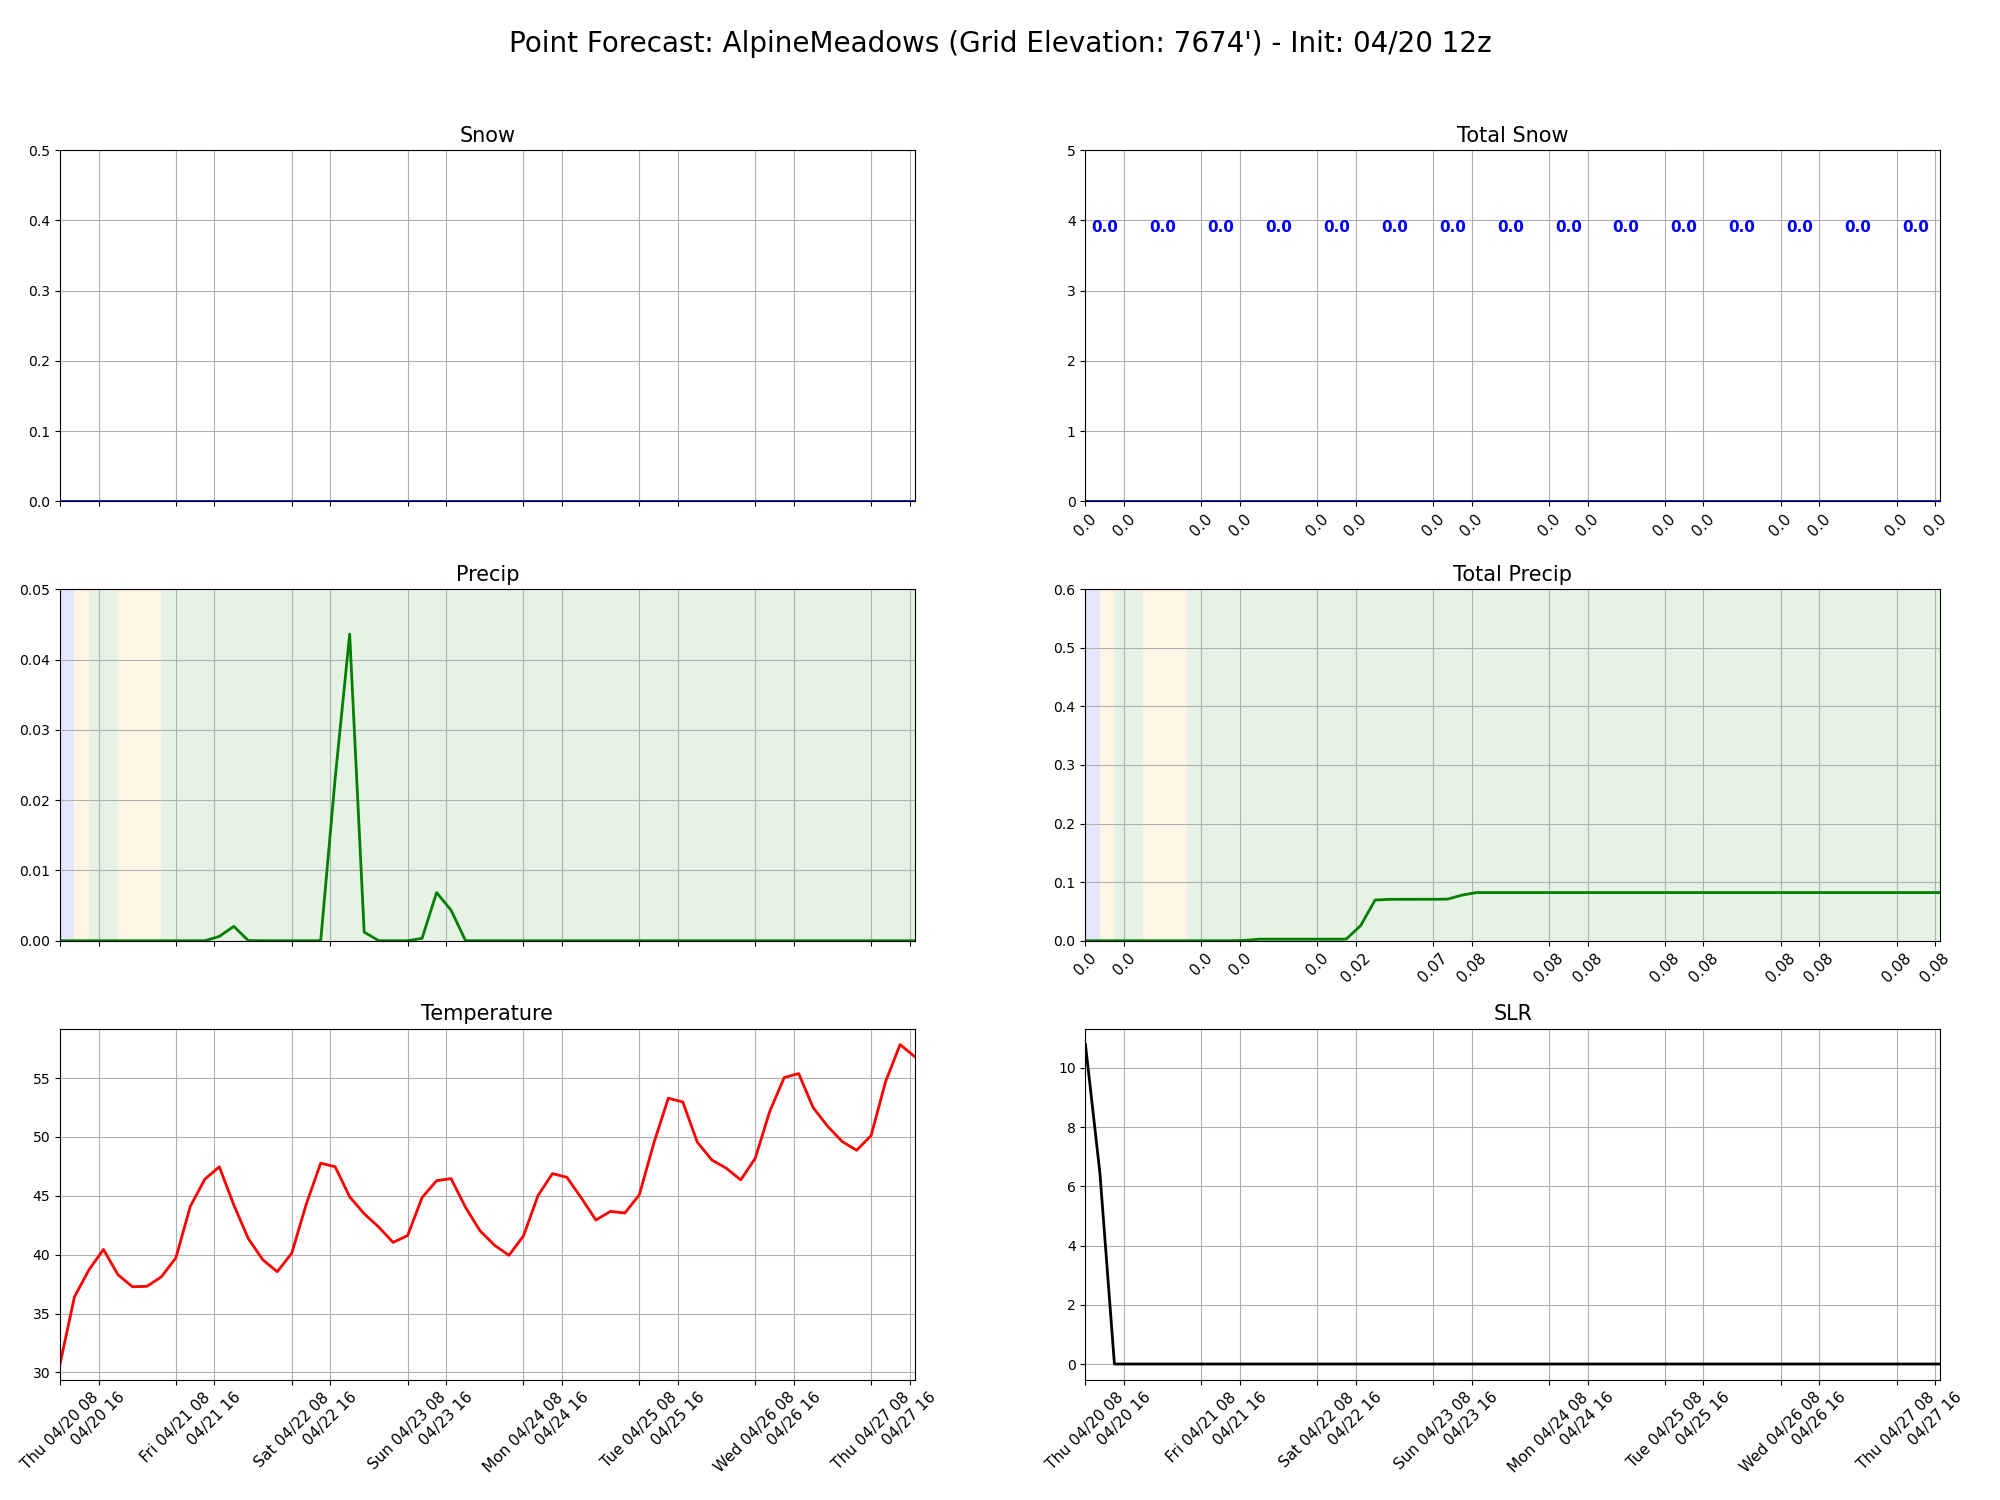 Point Forecast: AlpineMeadows (Grid Elevation: 7674') - Init: 04/20 12z
Snow
0.5
0.4
0.3
0.2
0.1
0.0
Total Snow
5
4
3
2
1
0
0.0 0.0 0.0 0.0 0.0 0.0 0.0 0.0 0.0 0.0 0.0 0.0 0.0 0.0 0.0
0.0 0.0 0.0 0.0 0.0 0.0 0.0 0.0 0.0 0.0 0.0 0.0 0.0 0.0 0.0 0.0
Precip
0.05
0.04
0.03
0.02
0.01
0.00
Total Precip
0.6
0.5
0.4
0.3
0.2
0.1
0.0
0.0 0.0 0.0 0.0 0.0 0.02 0.07 0.08 0.08 0.08 0.08 0.08 0.08 0.08 0.08 0.08
Temperature
55
50
45
40
35
30
Thu 04/20 08
04/20 16
Fri 04/21 08
04/21 16
Sat 04/22 08
04/22 16
Sun 04/23 08
04/23 16
Mon 04/24 08
04/24 16
Tue 04/25 08
04/25 16
Wed 04/26 08
04/26 16
Thu 04/27 08
04/27 16
SLR
10
8
6
4
2
0
Thu 04/20 08
04/20 16
Fri 04/21 08
04/21 16
Sat 04/22 08
04/22 16
Sun 04/23 08
04/23 16
Mon 04/24 08
04/24 16
Tue 04/25 08
04/25 16
Wed 04/26 08
04/26 16
Thu 04/27 08
04/27 16